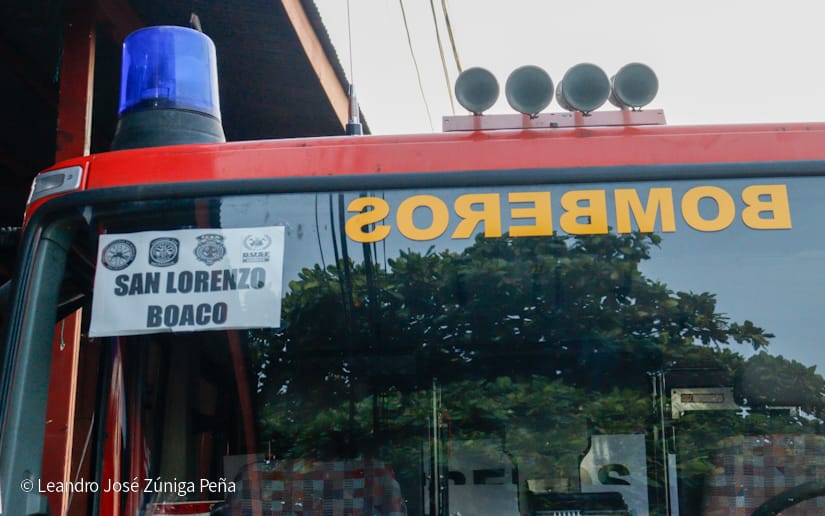 BOMBEROS
SAN LORENZO
BOACO
© Leandro José Zúniga Peña